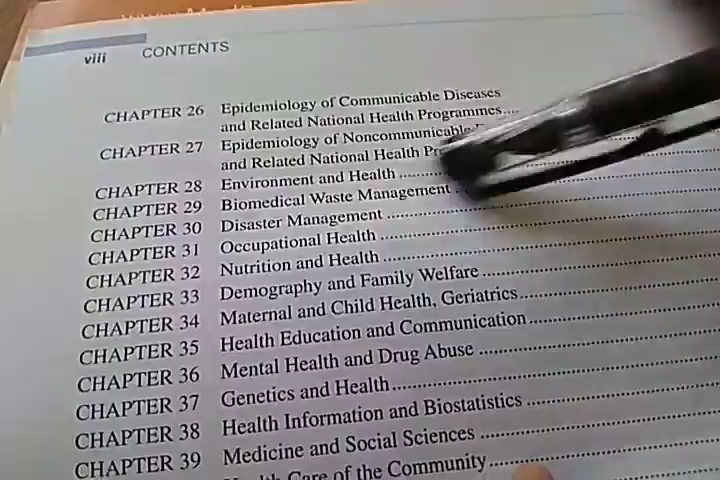 viii CONTENTS
CHAPTER 26 Epidemiology of Communicable Diseases
and Related National Health Programmes....
CHAPTER 27 Epidemiology of Noncommunicable
and Related National Health
CHAPTER 28 Environment and Health
CHAPTER 29 Biomedical Waste Management
CHAPTER 30 Disaster Management
CHAPTER 31 Occupational Health
CHAPTER 32 Nutrition and Health
CHAPTER 33 Demography and Family Welfare
CHAPTER 34 Maternal and Child Health, Geriatrics
CHAPTER 35 Health Education and Communication
CHAPTER 36 Mental Health and Drug Abuse
CHAPTER 37 Genetics and Health
CHAPTER 38 Health Information and Biostatistics
CHAPTER 39 Medicine and Social Sciences
Care of the Community